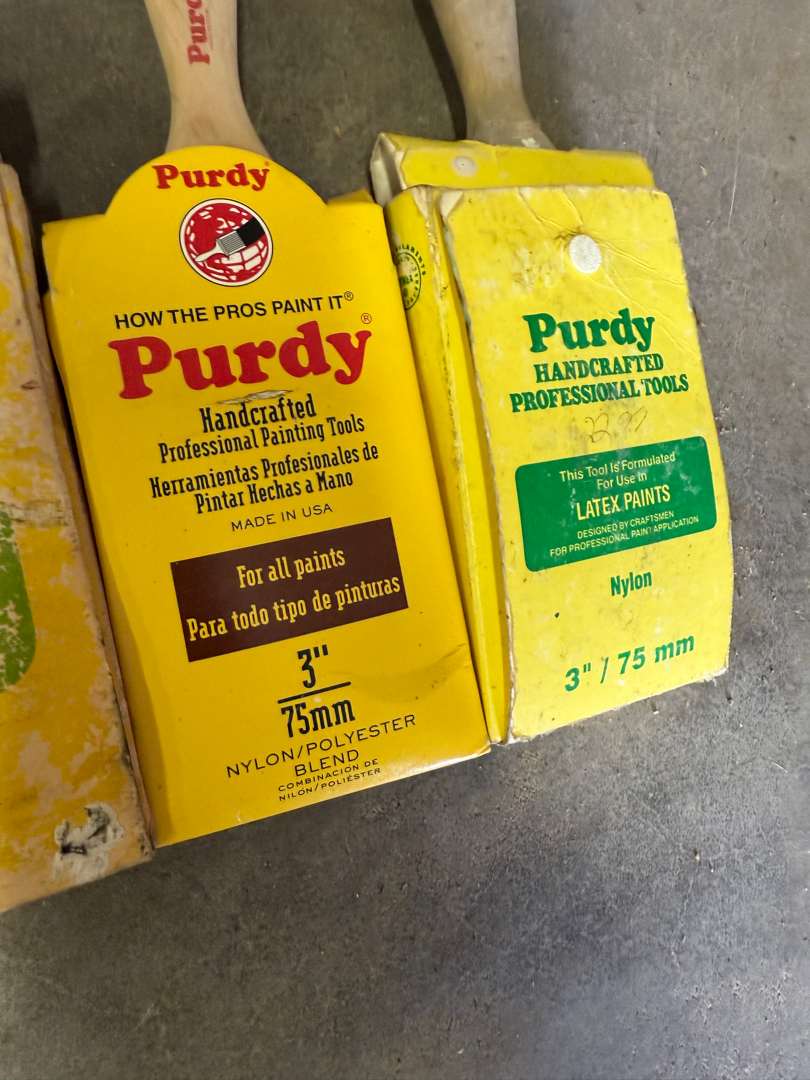 Purdy
Purdy
HOW THE PROS PAINT IT®
Purdy®
Handcrafted
Professional Painting Tools
Herramientas Profesionales de
Pintar Hechas a Mano
MADE IN USA
For all paints
Para todo tipo de pinturas
3"
75mm
NYLON/POLYESTER
BLEND
COMBINACIÓN DE
NILÓN/POLIÉSTER
Purdy
HANDCRAFTED
PROFESSIONAL TOOLS
This Tool Is Formulated
For Use In
LATEX PAINTS
DESIGNED BY CRAFTSMEN
FOR PROFESSIONAL PAINT APPLICATION
Nylon
3" / 75 mm